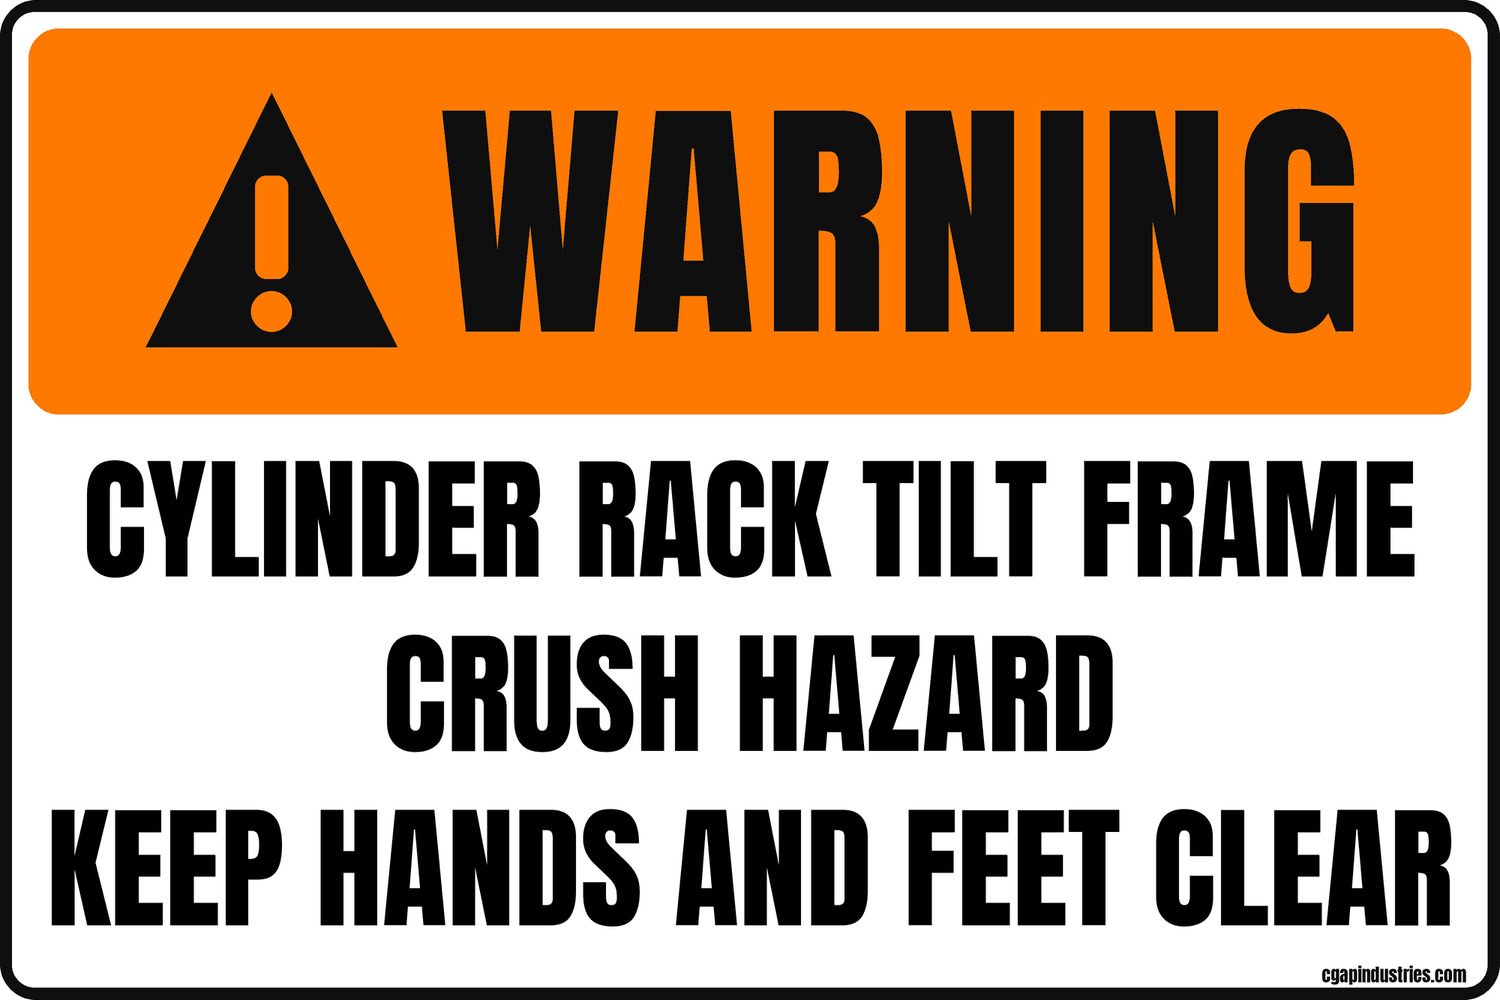 WARNING
CYLINDER RACK TILT FRAME
CRUSH HAZARD
KEEP HANDS AND FEET CLEAR
cgapindustries.com